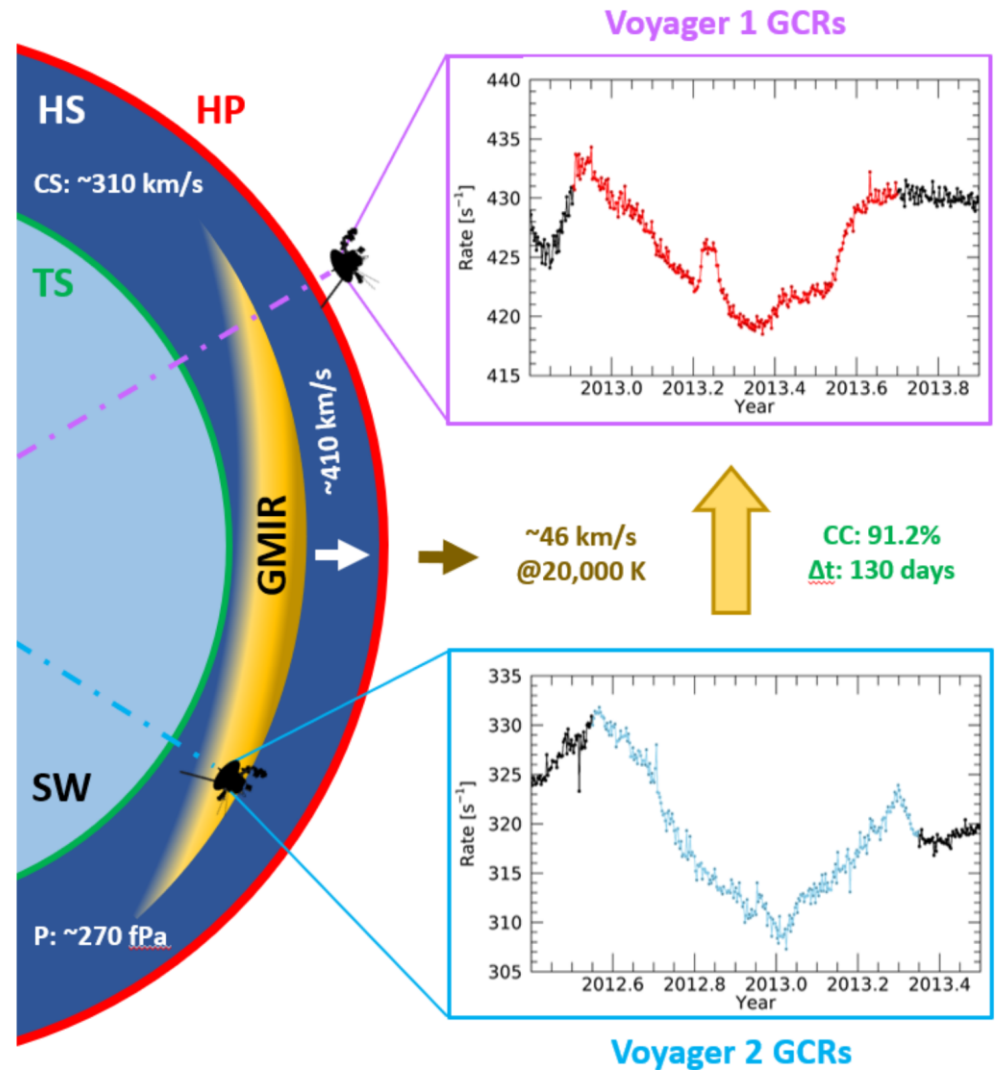 Voyager 1 GCRs
HS
HP
CS: ~310 km/s
TS
440
435
430
425
420
415
Rate [s⁻¹]
2013.0
2013.2
2013.4
2013.6
2013.8
Year
~410 km/s
GMIR
~46 km/s
@20,000 K
CC: 91.2%
Δt: 130 days
SW
P: ~270 fPa
335
330
325
320
315
310
305
Rate [s⁻¹]
2012.6
2012.8
2013.0
2013.2
2013.4
Year
Voyager 2 GCRs